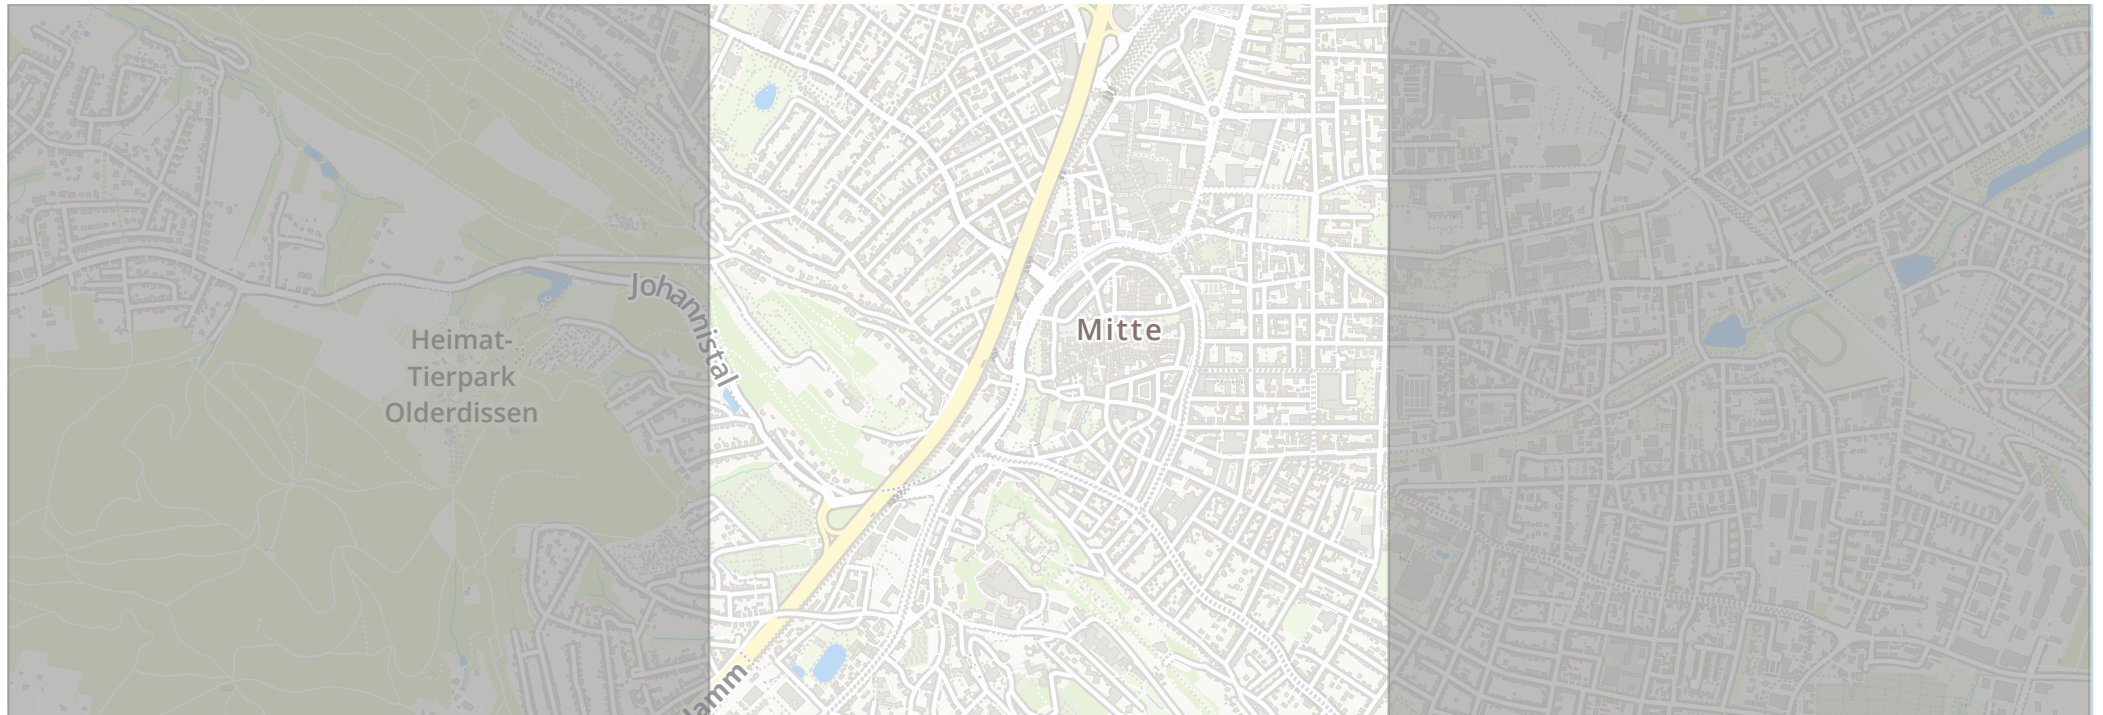 Johannistal
Heimat-
Tierpark
Olderdissen
Mitte